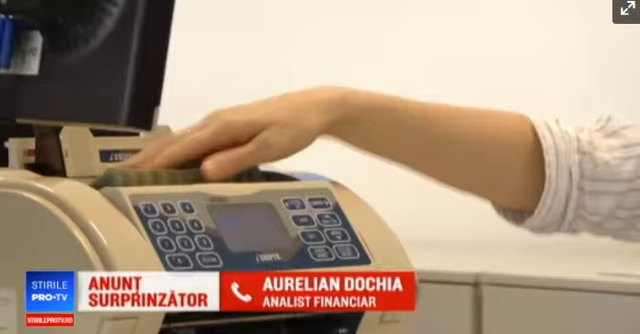 STIRILE
PRO•TV
STIRILEPROTV.RO
ANUNȚ
SURPRINZĂTOR
AURELIAN DOCHIA
ANALIST FINANCIAR